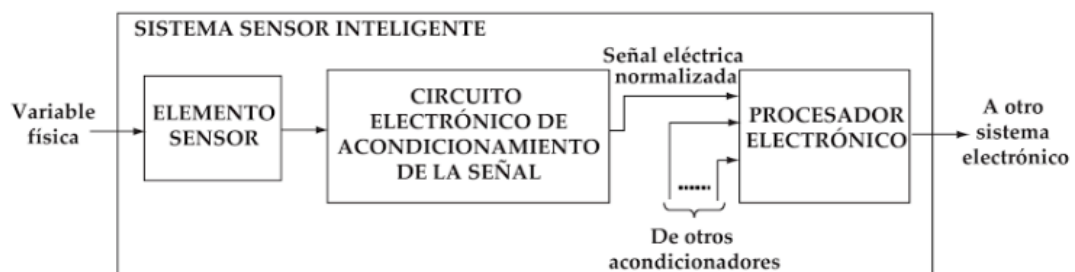 SISTEMA SENSOR INTELIGENTE
Variable
física
ELEMENTO
SENSOR
CIRCUITO
ELECTRÓNICO DE
ACONDICIONAMIENTO
DE LA SEÑAL
Señal eléctrica
normalizada
PROCESADOR
ELECTRÓNICO
A otro
sistema
electrónico
De otros
acondicionadores